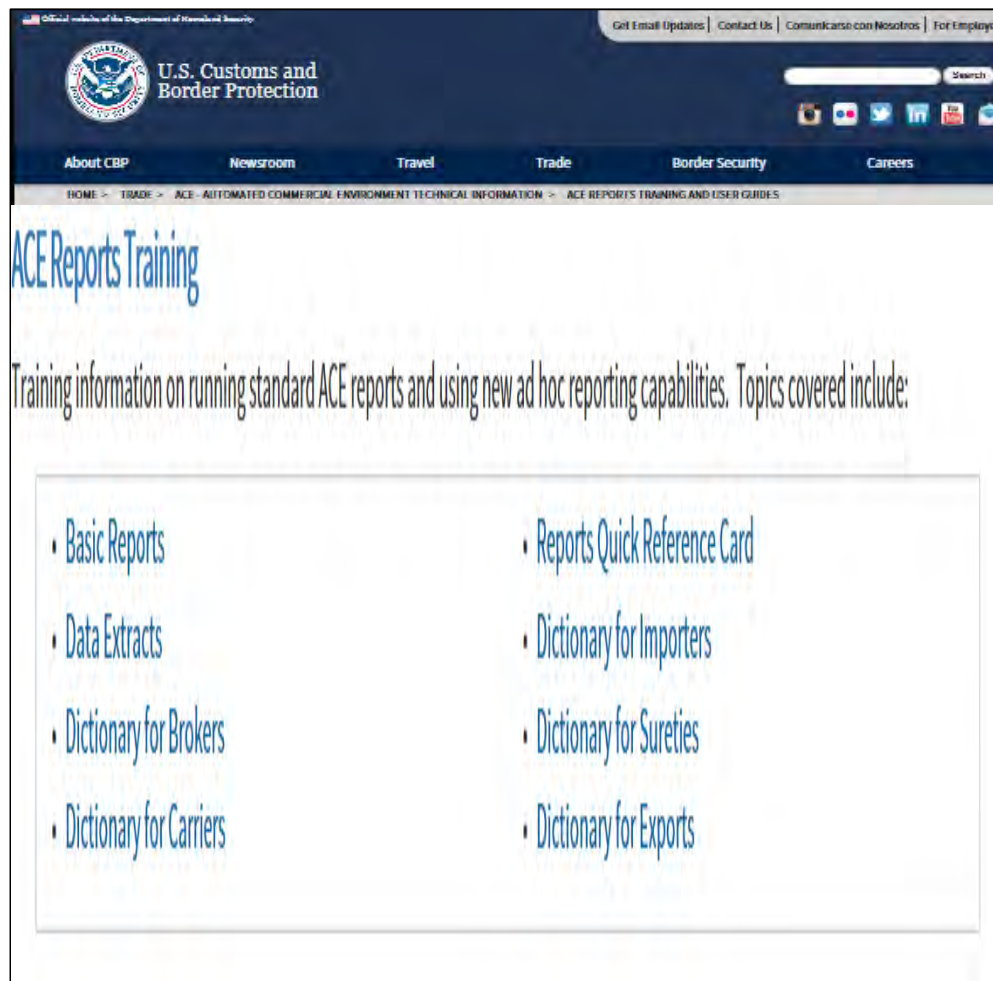 Official website of the Department of Homeland Security
Get Email Updates | Contact Us | Comunicarse con Nosotros | For Employe
U.S. Customs and
Border Protection
Search
About CBP Newsroom Travel Trade Border Security Careers
HOME > TRADE > ACE - AUTOMATED COMMERCIAL ENVIRONMENT TECHNICAL INFORMATION > ACE REPORTS TRAINING AND USER GUIDES
ACE Reports Training
Training information on running standard ACE reports and using new ad hoc reporting capabilities. Topics covered include:
• Basic Reports
• Data Extracts
• Dictionary for Brokers
• Dictionary for Carriers
• Reports Quick Reference Card
• Dictionary for Importers
• Dictionary for Sureties
• Dictionary for Exports